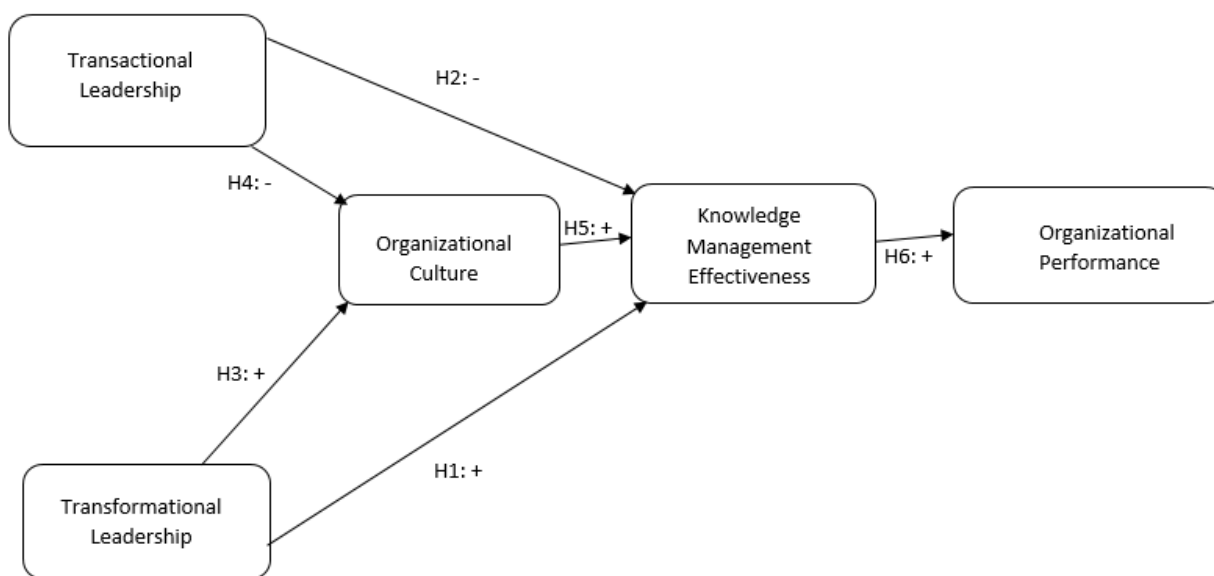 Transactional
Leadership
H2: -
H4: -
Organizational
Culture
H5: +
Knowledge
Management
Effectiveness
H6: +
Organizational
Performance
H3: +
H1: +
Transformational
Leadership